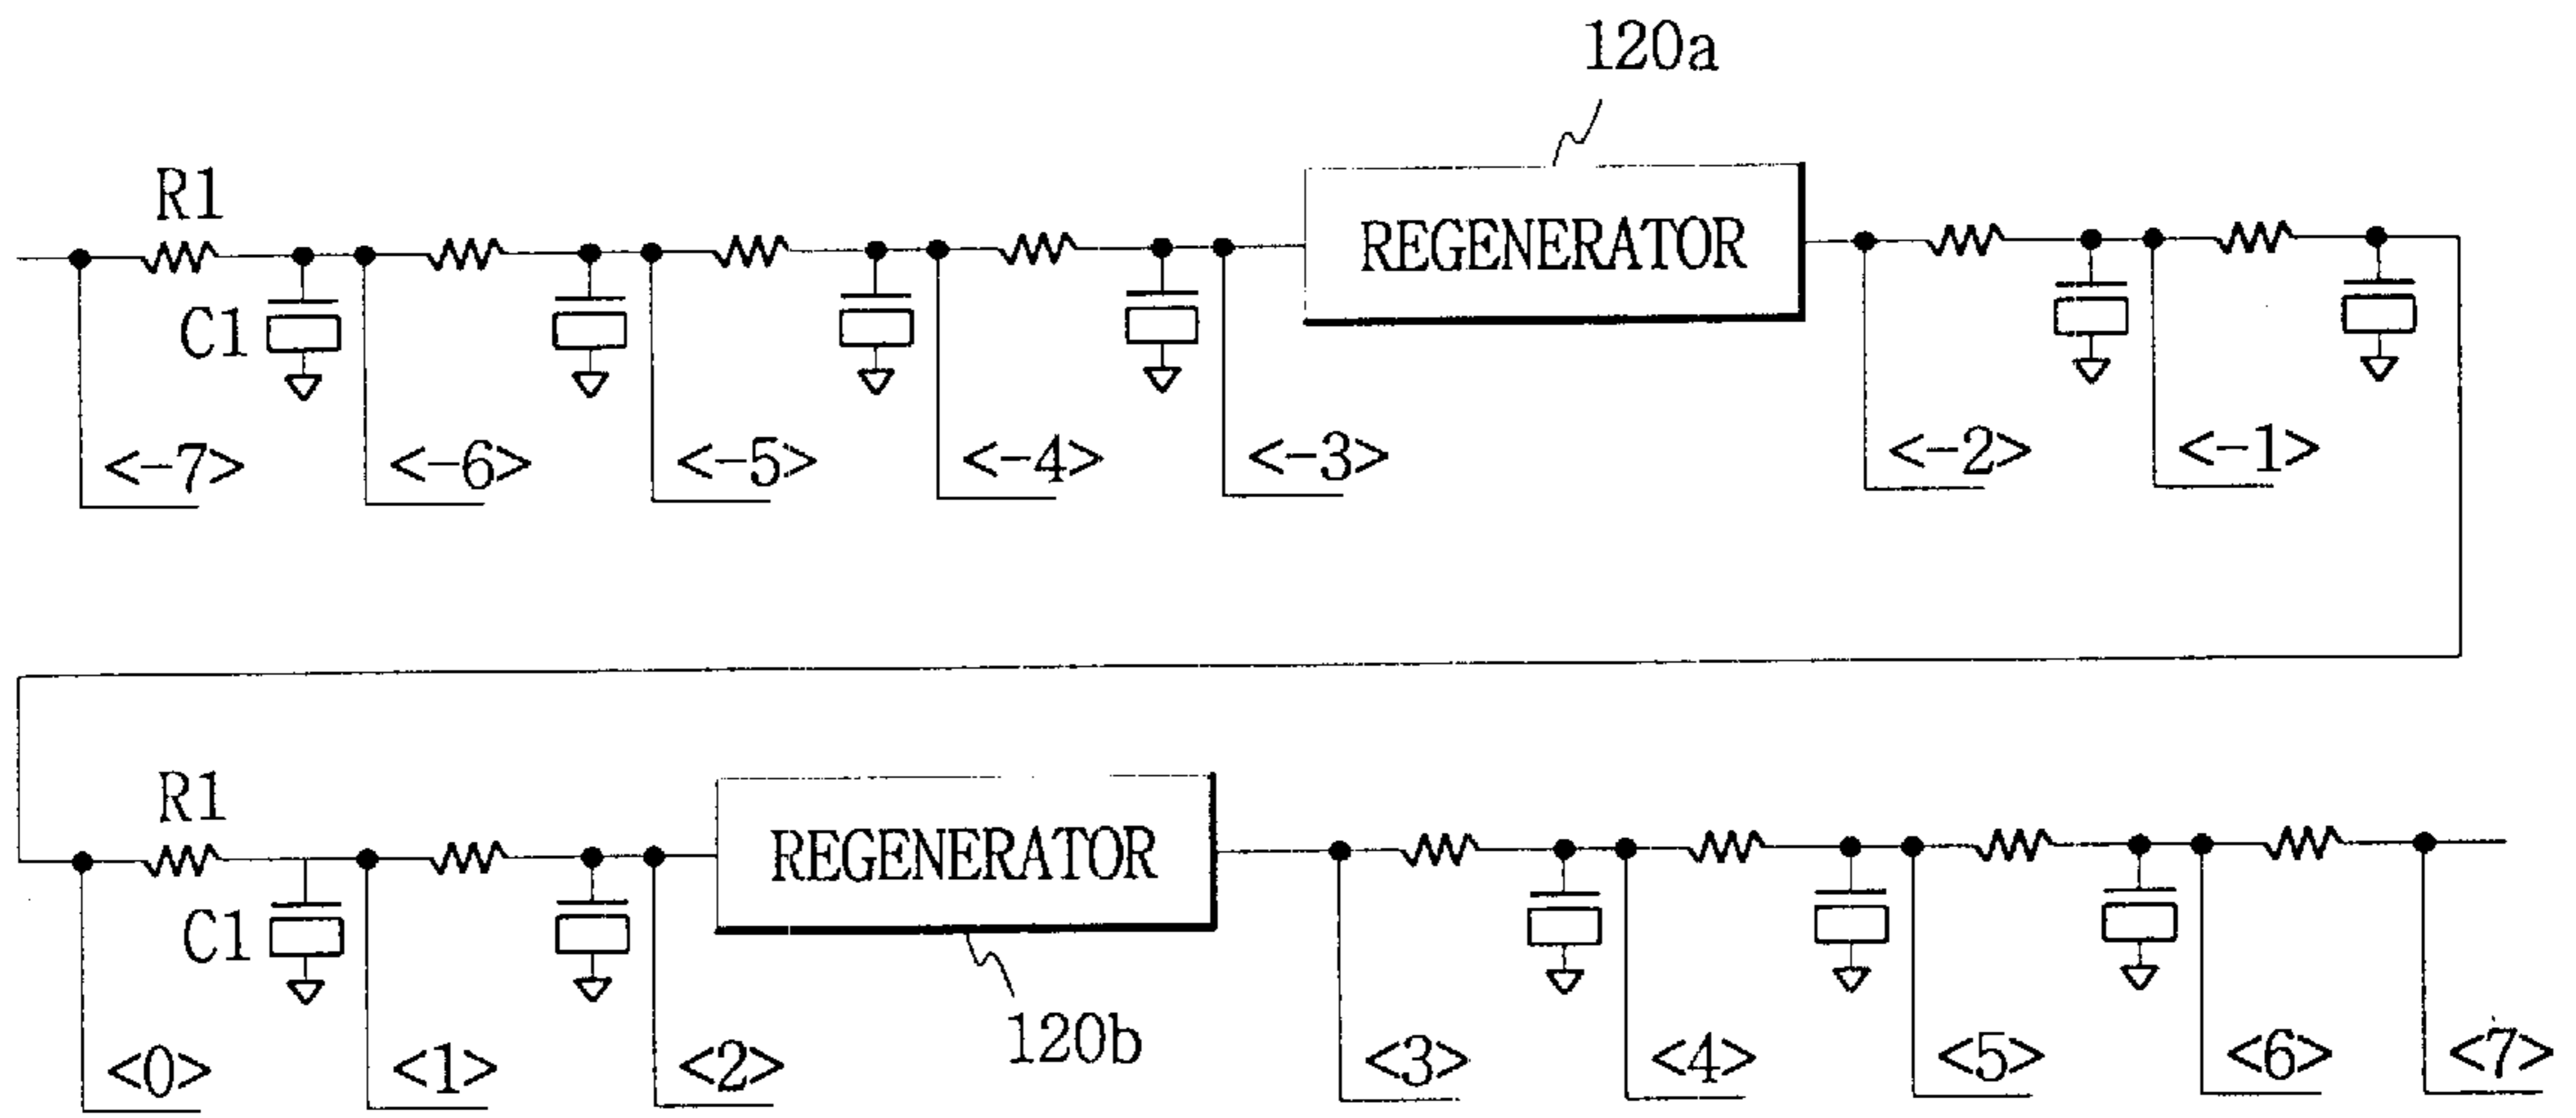 120a
R1
REGENERATOR
C1
<-7>
<-6>
<-5>
<-4>
<-3>
<-2>
<-1>
R1
REGENERATOR
C1
120b
<0>
<1>
<2>
<3>
<4>
<5>
<6>
<7>